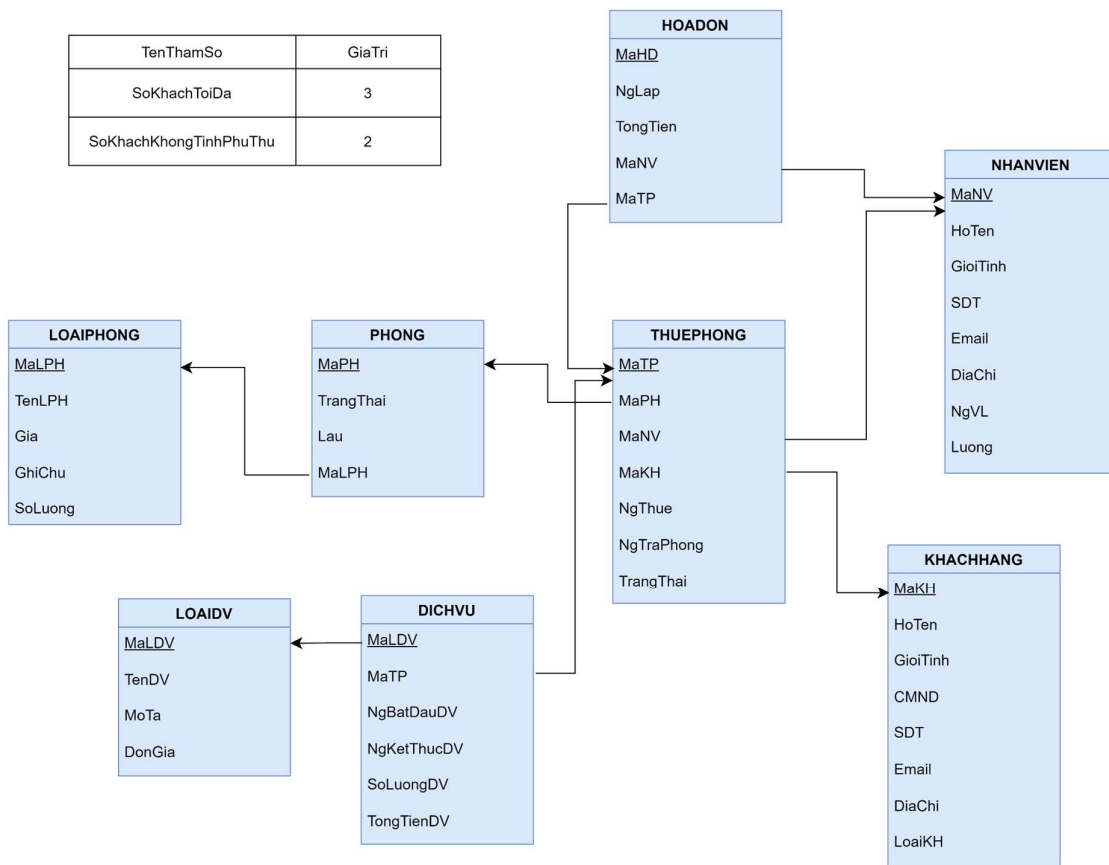 TenThamSo GiaTri
SoKhachToiDa 3
SoKhachKhongTinhPhuThu 2
HOADON
MaHD
NgLap
TongTien
MaNV
MaTP
NHANVIEN
MaNV
HoTen
GioiTinh
SDT
Email
DiaChi
NgVL
Luong
LOAIPHONG
MaLPH
TenLPH
Gia
GhiChu
SoLuong
PHONG
MaPH
TrangThai
Lau
MaLPH
THUEPHONG
MaTP
MaPH
MaNV
MaKH
NgThue
NgTraPhong
TrangThai
KHACHHANG
MaKH
HoTen
GioiTinh
CMND
SDT
Email
DiaChi
LoaiKH
LOAIDV
MaLDV
TenDV
MoTa
DonGia
DICHVU
MaLDV
MaTP
NgBatDauDV
NgKetThucDV
SoLuongDV
TongTienDV